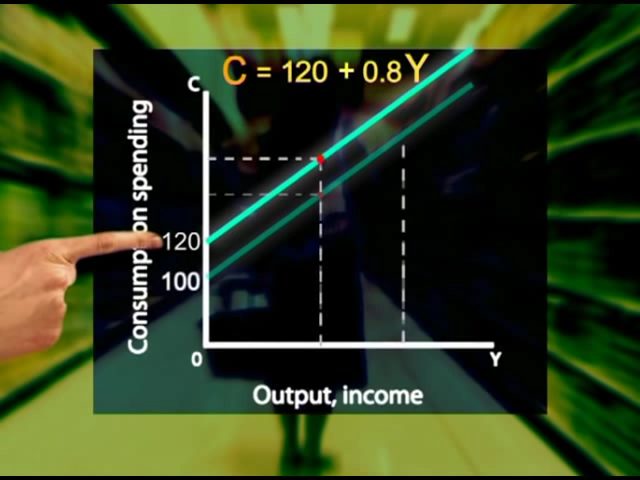 C = 120 + 0.8Y
C
Consumption spending
120
100
0
Y
Output, income